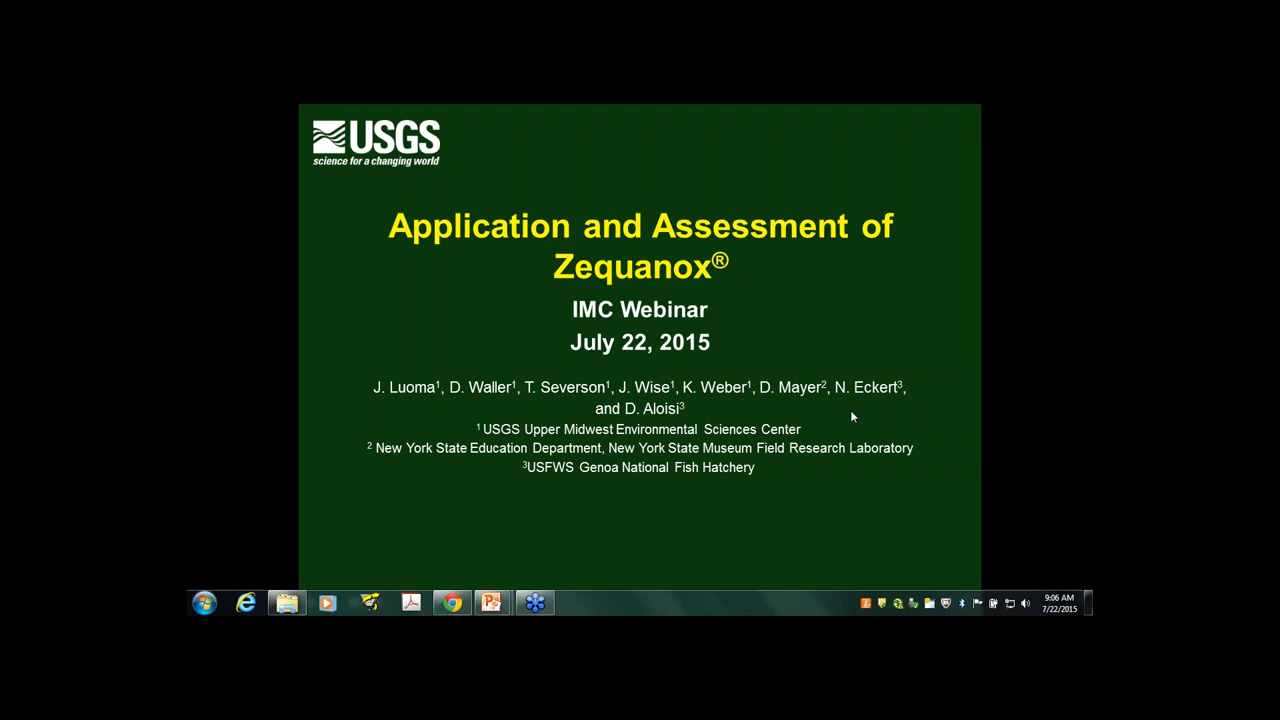 USGS
science for a changing world
Application and Assessment of
Zequanox®
IMC Webinar
July 22, 2015
J. Luoma¹, D. Waller¹, T. Severson¹, J. Wise¹, K. Weber¹, D. Mayer², N. Eckert³,
and D. Aloisi³
¹ USGS Upper Midwest Environmental Sciences Center
² New York State Education Department, New York State Museum Field Research Laboratory
³USFWS Genoa National Fish Hatchery
9:06 AM
7/22/2015